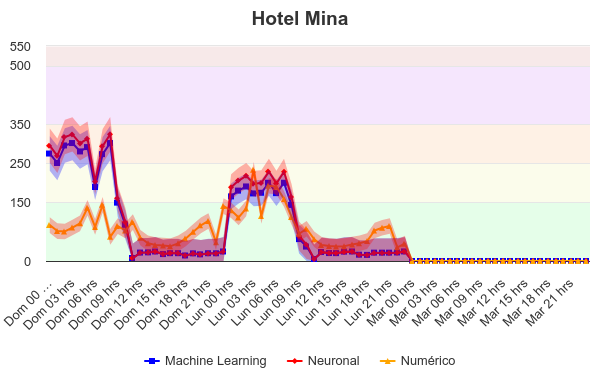 Hotel Mina
550
500
350
250
150
0
Dom 00 ...
Dom 03 hrs
Dom 06 hrs
Dom 09 hrs
Dom 12 hrs
Dom 15 hrs
Dom 18 hrs
Dom 21 hrs
Lun 00 hrs
Lun 03 hrs
Lun 06 hrs
Lun 09 hrs
Lun 12 hrs
Lun 15 hrs
Lun 18 hrs
Lun 21 hrs
Mar 00 hrs
Mar 03 hrs
Mar 06 hrs
Mar 09 hrs
Mar 12 hrs
Mar 15 hrs
Mar 18 hrs
Mar 21 hrs
Machine Learning Neuronal Numérico